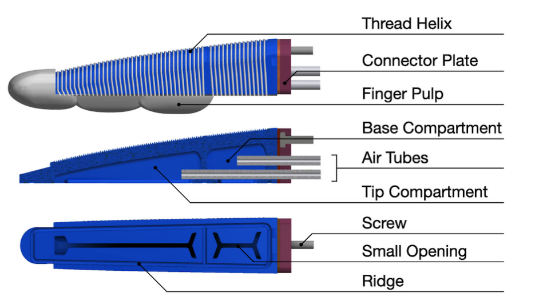 Thread Helix
Connector Plate
Finger Pulp
Base Compartment
Air Tubes
Tip Compartment
Screw
Small Opening
Ridge